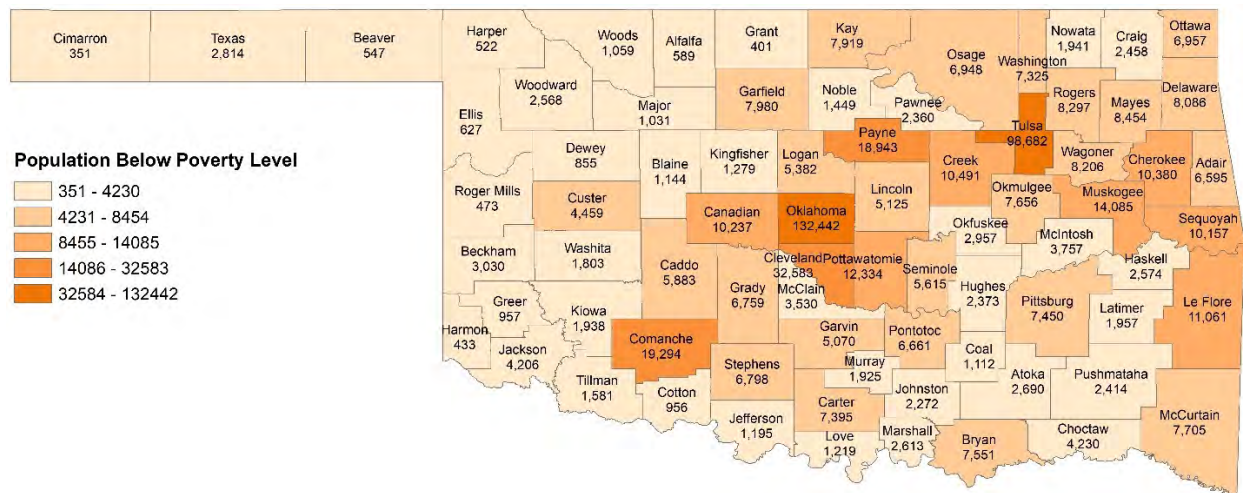 Cimarron
351
Texas
2,814
Beaver
547
Harper
522
Woods
1,059
Alfalfa
589
Grant
401
Kay
7,919
Osage
6,948
Washington
7,325
Nowata
1,941
Craig
2,458
Ottawa
6,957
Woodward
2,568
Ellis
627
Major
1,031
Garfield
7,980
Noble
1,449
Pawnee
2,360
Tulsa
98,682
Rogers
8,297
Mayes
8,454
Delaware
8,086
Population Below Poverty Level
351 - 4230
4231 - 8454
8455 - 14085
14086 - 32583
32584 - 132442
Dewey
855
Blaine
1,144
Kingfisher
1,279
Logan
5,382
Payne
18,943
Creek
10,491
Wagoner
8,206
Cherokee
10,380
Adair
6,595
Roger Mills
473
Custer
4,459
Canadian
10,237
Oklahoma
132,442
Lincoln
5,125
Okmulgee
7,656
Muskogee
14,085
Sequoyah
10,157
Beckham
3,030
Washita
1,803
Caddo
5,883
Grady
6,759
Cleveland
32,583
McClain
3,530
Pottawatomie
12,334
Seminole
5,615
Okfuskee
2,957
McIntosh
3,757
Haskell
2,574
Hughes
2,373
Pittsburg
7,450
Latimer
1,957
Le Flore
11,061
Greer
957
Harmon
433
Kiowa
1,938
Jackson
4,206
Comanche
19,294
Tillman
1,581
Cotton
956
Stephens
6,798
Garvin
5,070
Murray
1,925
Pontotoc
6,661
Coal
1,112
Atoka
2,690
Pushmataha
2,414
McCurtain
7,705
Jefferson
1,195
Carter
7,395
Johnston
2,272
Love
1,219
Marshall
2,613
Bryan
7,551
Choctaw
4,230